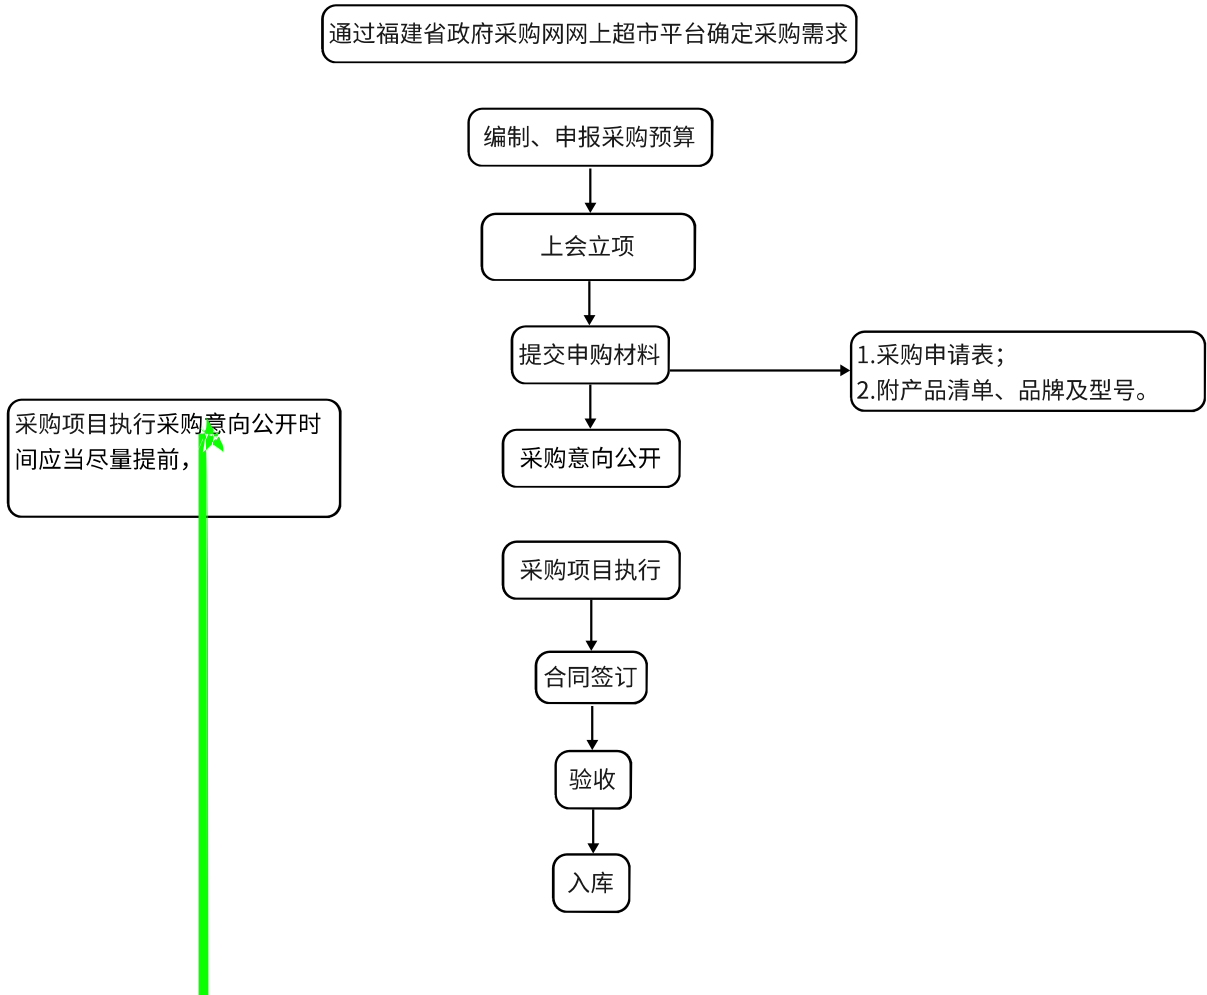 通过福建省政府采购网网上超市平台确定采购需求
编制、申报采购预算
上会立项
提交申购材料
1.采购申请表；
2.附产品清单、品牌及型号。
采购项目执行采购意向公开时
间应当尽量提前，
采购意向公开
采购项目执行
合同签订
验收
入库